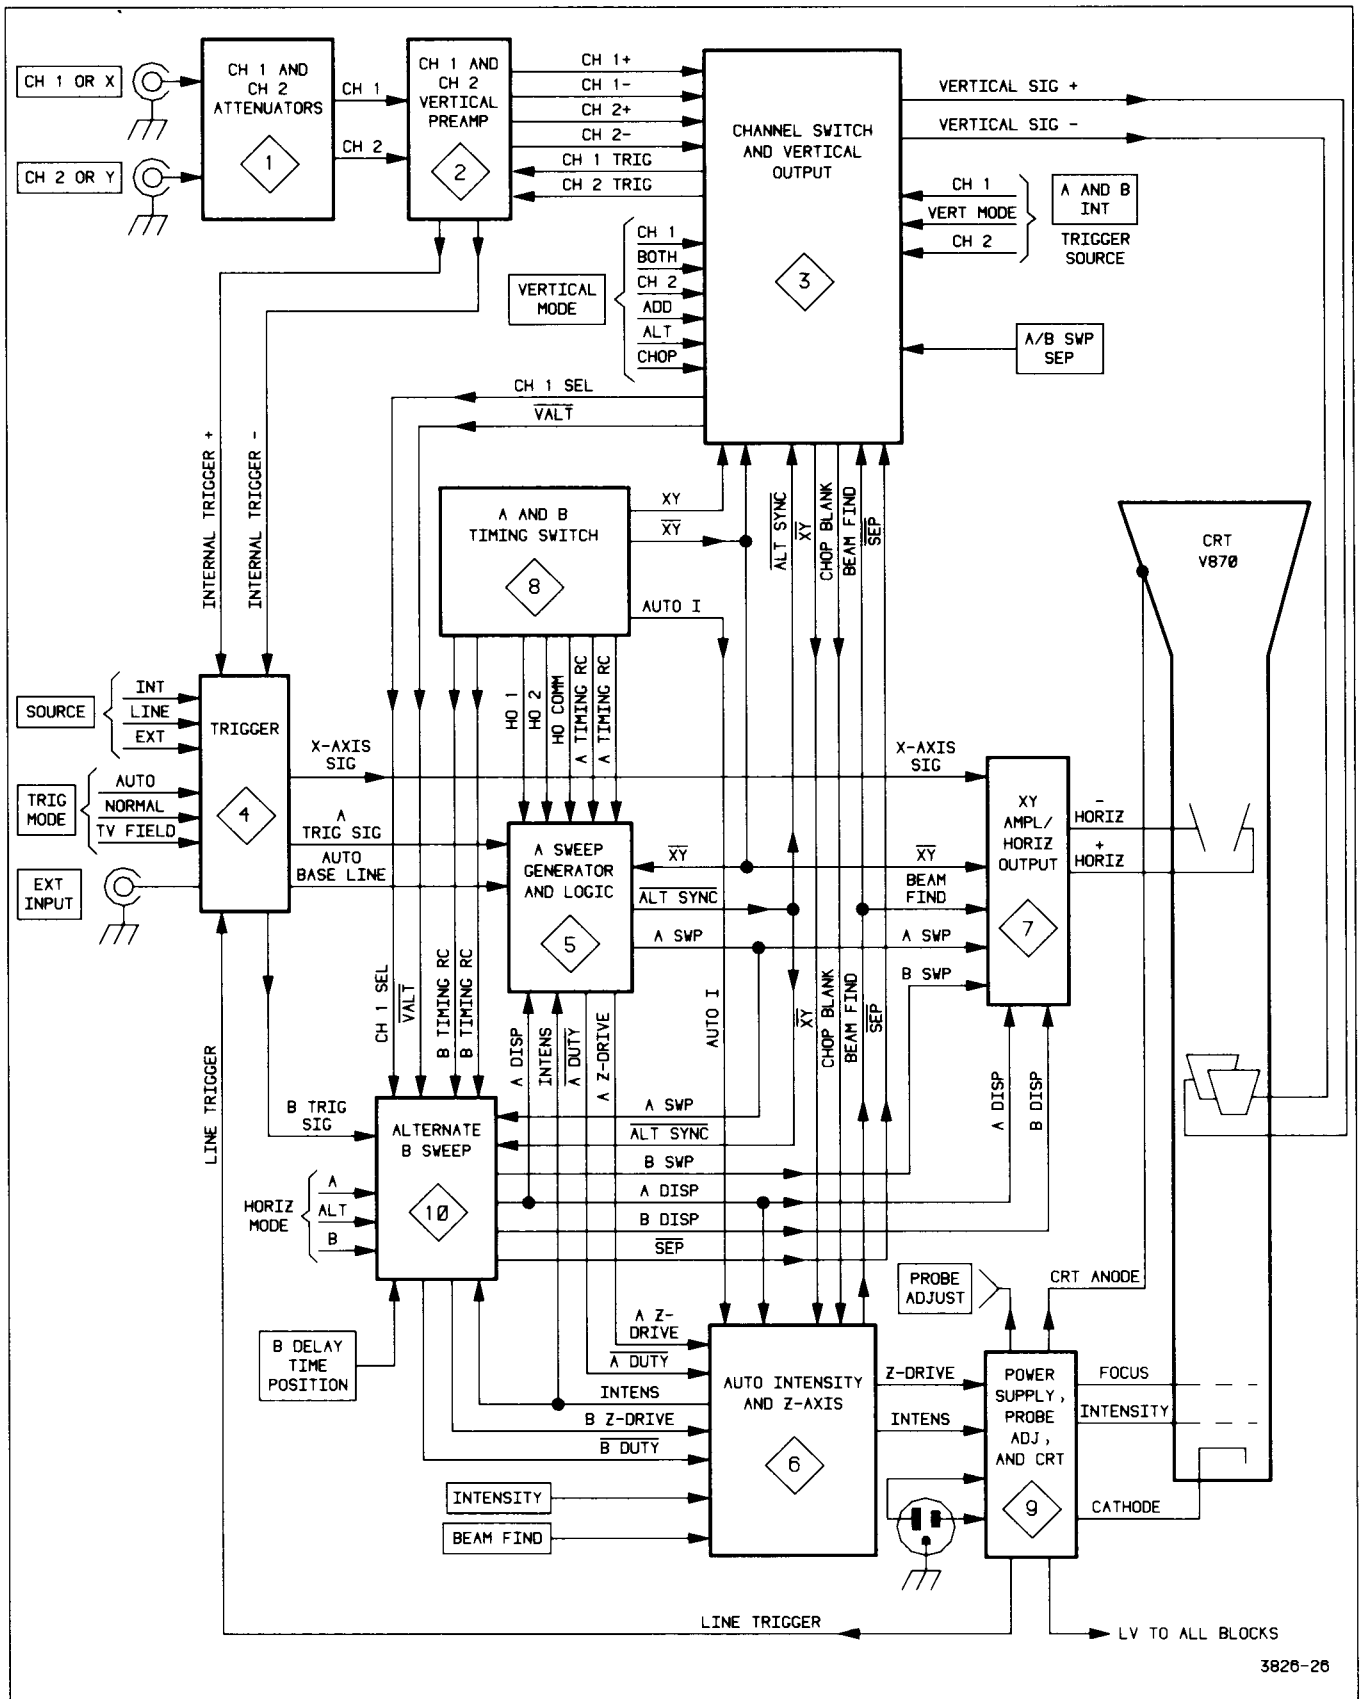 CH 1 OR X
CH 2 OR Y
CH 1 AND
CH 2
ATTENUATORS
1
CH 1
CH 2
CH 1 AND
CH 2
VERTICAL
PREAMP
2
CH 1+
CH 1-
CH 2+
CH 2-
CH 1 TRIG
CH 2 TRIG
CHANNEL SWITCH
AND VERTICAL
OUTPUT
3
VERTICAL SIG +
VERTICAL SIG -
CH 1
VERT MODE
CH 2
A AND B
INT
TRIGGER
SOURCE
A/B SWP
SEP
VERTICAL
MODE
CH 1
BOTH
CH 2
ADD
ALT
CHOP
CH 1 SEL
VALT
INTERNAL TRIGGER +
INTERNAL TRIGGER -
A AND B
TIMING SWITCH
8
XY
XY
AUTO I
ALT SYNC
XY
CHOP BLANK
BEAM FIND
SEP
CRT
V870
HO 1
HO 2
HO COMM
A TIMING RC
A TIMING RC
SOURCE
INT
LINE
EXT
TRIG
MODE
AUTO
NORMAL
TV FIELD
EXT
INPUT
TRIGGER
4
X-AXIS
SIG
A
TRIG SIG
AUTO
BASE LINE
X-AXIS
SIG
A SWEEP
GENERATOR
AND LOGIC
5
XY
ALT SYNC
A SWP
XY
BEAM
FIND
A SWP
B SWP
XY
AMPL/
HORIZ
OUTPUT
7
-
HORIZ
+
HORIZ
CH 1 SEL
VALT
B TIMING RC
B TIMING RC
A DISP
INTENS
A DUTY
A Z-DRIVE
AUTO I
XY
CHOP BLANK
BEAM FIND
SEP
A DISP
B DISP
LINE TRIGGER
B TRIG
SIG
ALTERNATE
B SWEEP
10
A SWP
ALT SYNC
B SWP
A DISP
B DISP
SEP
HORIZ
MODE
A
ALT
B
B DELAY
TIME
POSITION
A Z-
DRIVE
A DUTY
INTENS
B Z-DRIVE
B DUTY
INTENSITY
BEAM FIND
AUTO INTENSITY
AND Z-AXIS
6
Z-DRIVE
INTENS
PROBE
ADJUST
CRT ANODE
POWER
SUPPLY,
PROBE
ADJ,
AND CRT
9
FOCUS
INTENSITY
CATHODE
LINE TRIGGER
LV TO ALL BLOCKS
3826-26